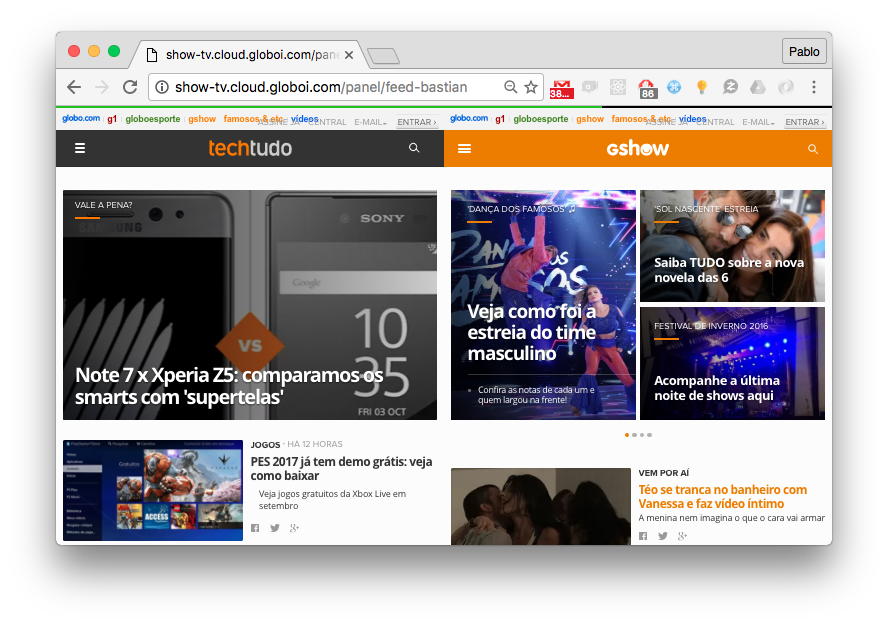 show-tv.cloud.globoi.com/pane
Pablo
show-tv.cloud.globoi.com/panel/feed-bastian
38...
86
globo.com g1 globoesporte gshow famosos & etc vídeos
ASSINE JÁ CENTRAL E-MAIL ENTRAR ›
globo.com g1 globoesporte gshow famosos & etc vídeos
ASSINE JÁ CENTRAL E-MAIL ENTRAR ›
techtudo
gshow
VALE A PENA?
SAMSUNG
SONY
Google
10
35
FRI 03 OCT
VS
Note 7 x Xperia Z5: comparamos os
smarts com 'supertelas'
'DANÇA DOS FAMOSOS' ♫
Veja como foi a
estreia do time
masculino
Confira as notas de cada um e
quem largou na frente!
'SOL NASCENTE' ESTREIA
Saiba TUDO sobre a nova
novela das 6
FESTIVAL DE INVERNO 2016
Acompanhe a última
noite de shows aqui
Gratuitos
ACCESS
JOGOS - HÁ 12 HORAS
PES 2017 já tem demo grátis: veja
como baixar
Veja jogos gratuitos da Xbox Live em
setembro
VEM POR AÍ
Téo se tranca no banheiro com
Vanessa e faz vídeo íntimo
A menina nem imagina o que o cara vai armar